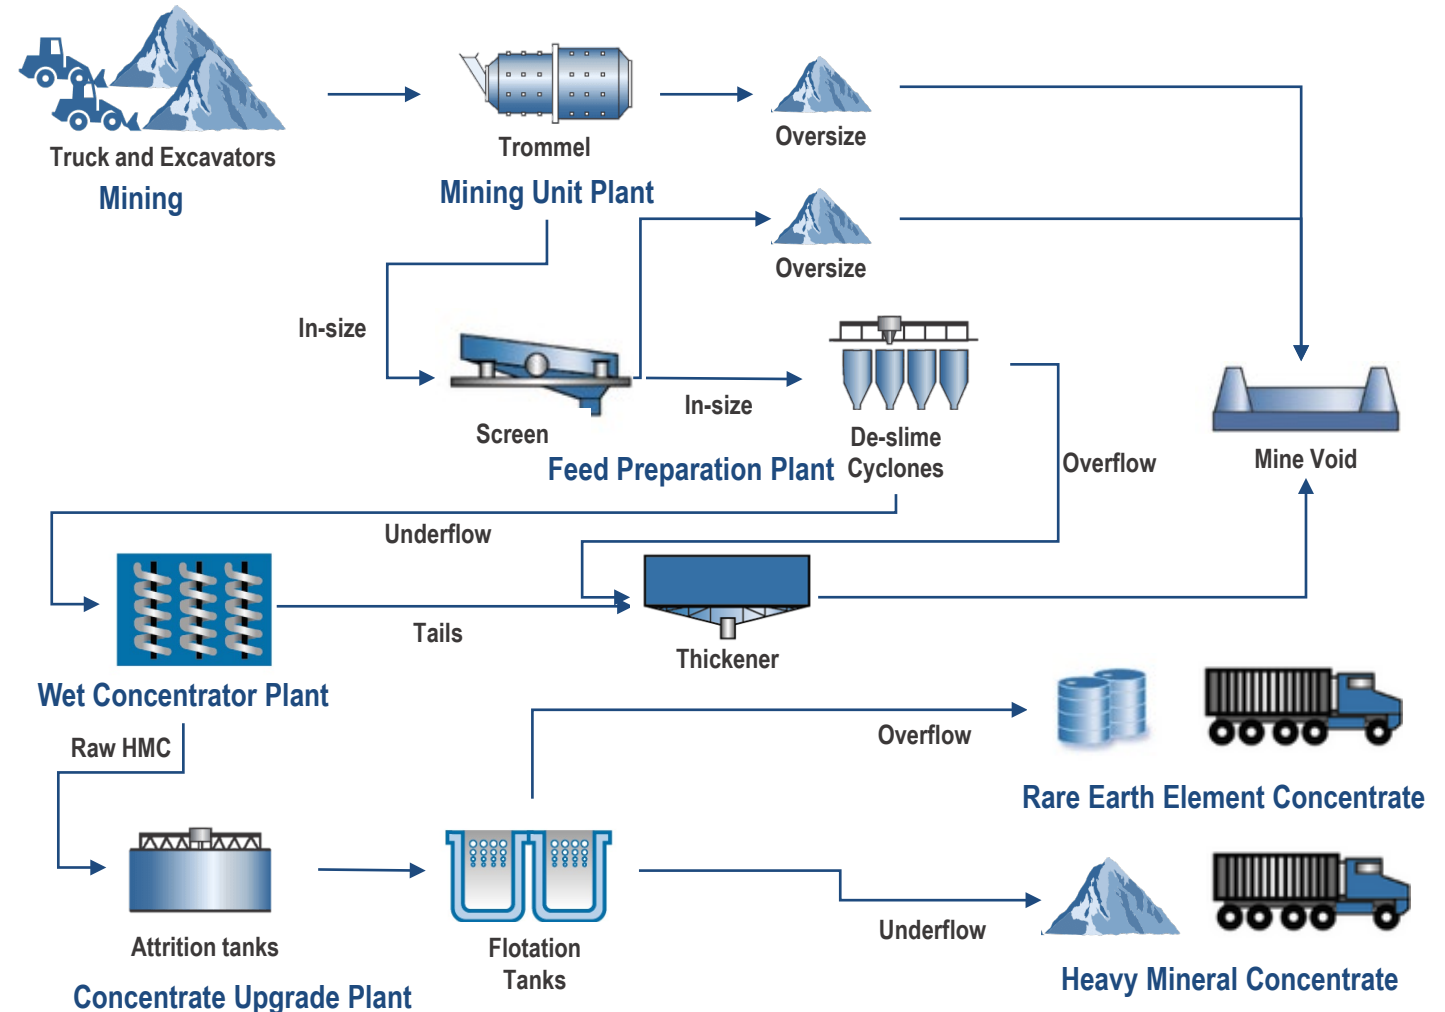 Truck and Excavators
Mining
Trommel
Mining Unit Plant
Oversize
Oversize
In-size
Screen
In-size
De-slime
Cyclones
Feed Preparation Plant
Overflow
Mine Void
Underflow
Tails
Thickener
Wet Concentrator Plant
Raw HMC
Overflow
Rare Earth Element Concentrate
Attrition tanks
Flotation
Tanks
Underflow
Concentrate Upgrade Plant
Heavy Mineral Concentrate